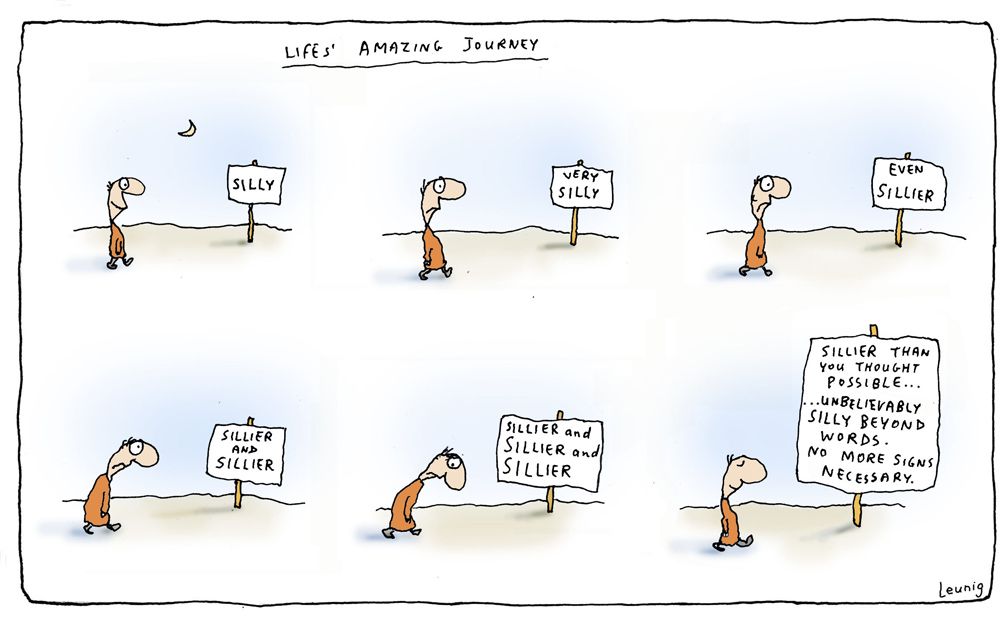 LIFES' AMAZING JOURNEY
SILLY
VERY
SILLY
EVEN
SILLIER
SILLIER
AND
SILLIER
SILLIER and
SILLIER and
SILLIER
SILLIER THAN
YOU THOUGHT
POSSIBLE...
...UNBELIEVABLY
SILLY BEYOND
WORDS.
NO MORE SIGNS
NECESSARY.
Leunig